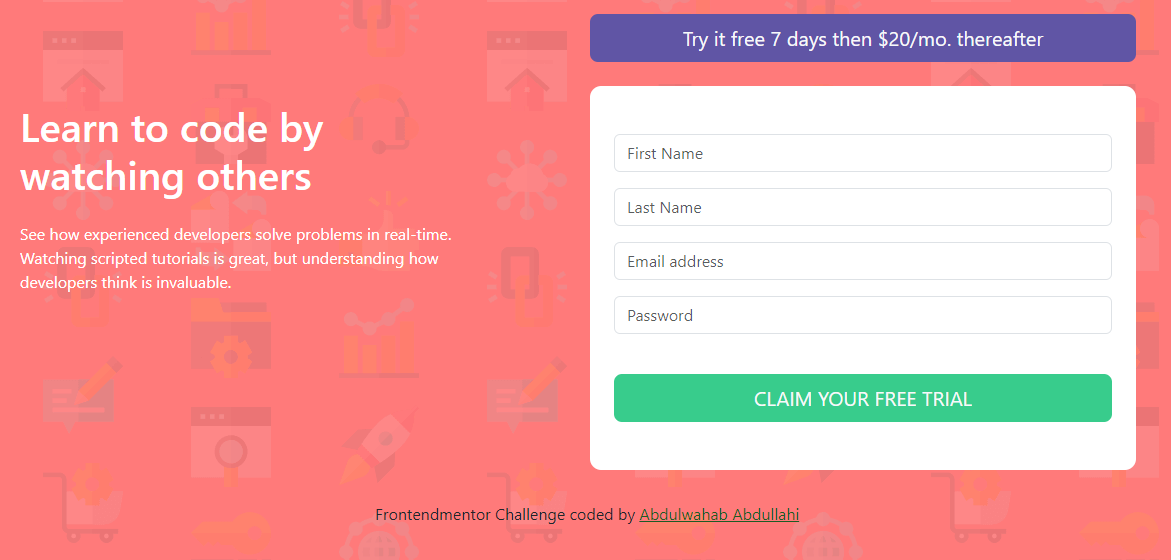 Learn to code by
watching others
See how experienced developers solve problems in real-time.
Watching scripted tutorials is great, but understanding how
developers think is invaluable.
Try it free 7 days then $20/mo. thereafter
First Name
Last Name
Email address
Password
CLAIM YOUR FREE TRIAL
Frontendmentor Challenge coded by Abdulwahab Abdullahi